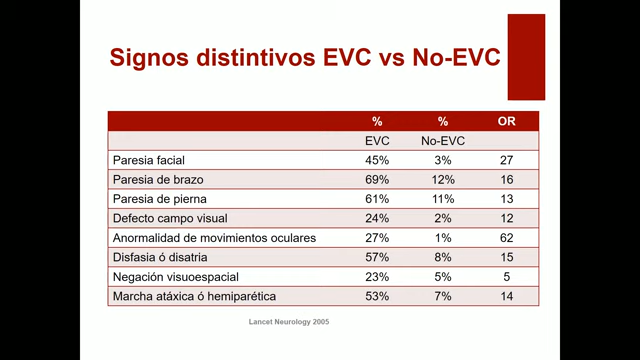 Signos distintivos EVC vs No-EVC
% % OR
EVC No-EVC
Paresia facial 45% 3% 27
Paresia de brazo 69% 12% 16
Paresia de pierna 61% 11% 13
Defecto campo visual 24% 2% 12
Anormalidad de movimientos oculares 27% 1% 62
Disfasia ó disatria 57% 8% 15
Negación visuoespacial 23% 5% 5
Marcha atáxica ó hemiparética 53% 7% 14
Lancet Neurology 2005